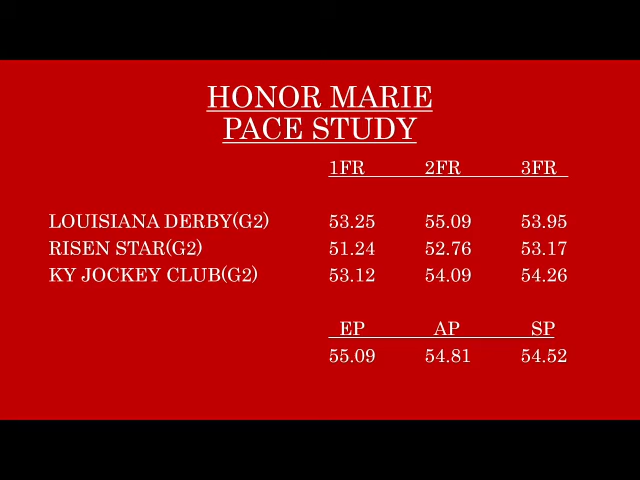 HONOR MARIE
PACE STUDY
1FR 2FR 3FR
LOUISIANA DERBY(G2) 53.25 55.09 53.95
RISEN STAR(G2) 51.24 52.76 53.17
KY JOCKEY CLUB(G2) 53.12 54.09 54.26
EP AP SP
55.09 54.81 54.52